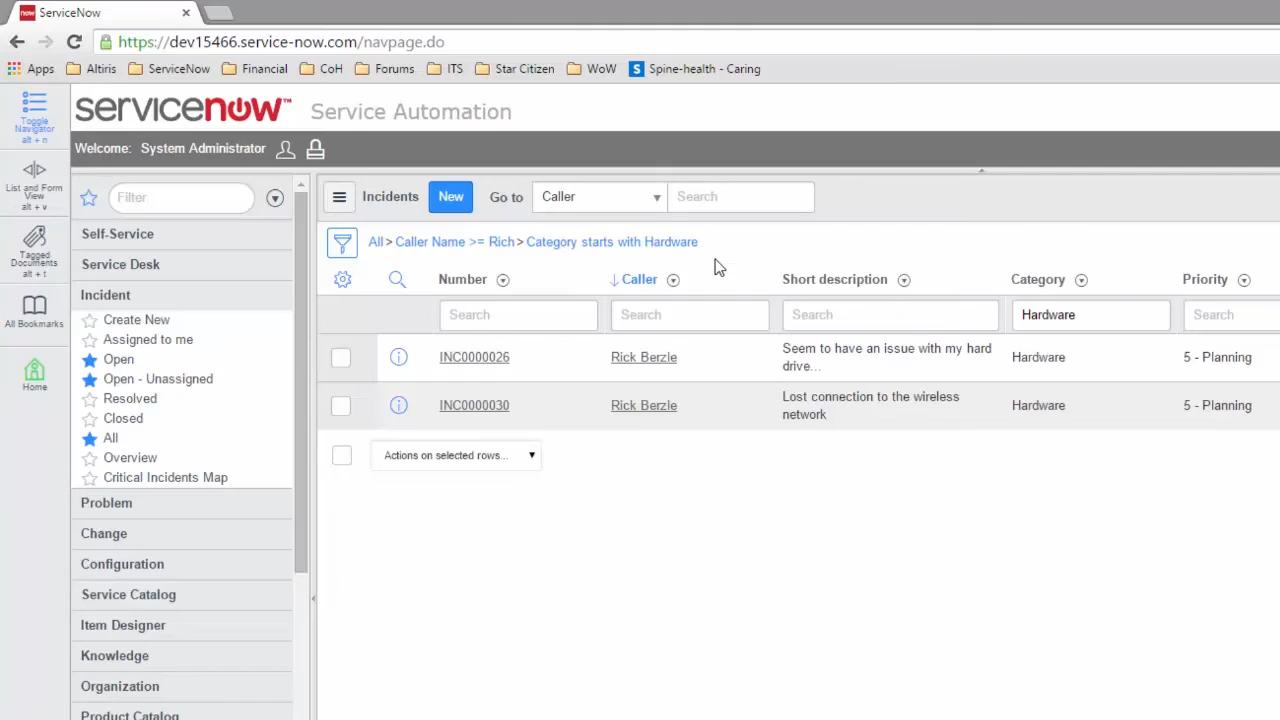 now ServiceNow
https://dev15466.service-now.com/navpage.do
Apps Altiris ServiceNow Financial CoH Forums ITS Star Citizen WoW S Spine-health - Caring
Toggle
Navigator
alt + n
List and Form
View
alt + v
Tagged
Documents
alt + t
All Bookmarks
Home
servicenow™ Service Automation
Welcome: System Administrator
Filter
Self-Service
Service Desk
Incident
Create New
Assigned to me
Open
Open - Unassigned
Resolved
Closed
All
Overview
Critical Incidents Map
Problem
Change
Configuration
Service Catalog
Item Designer
Knowledge
Organization
Product Catalog
Incidents New Go to Caller Search
All > Caller Name >= Rich > Category starts with Hardware
Number Caller Short description Category Priority
Search Search Search Hardware Search
INC0000026 Rick Berzle Seem to have an issue with my hard
drive... Hardware 5 - Planning
INC0000030 Rick Berzle Lost connection to the wireless
network Hardware 5 - Planning
Actions on selected rows...